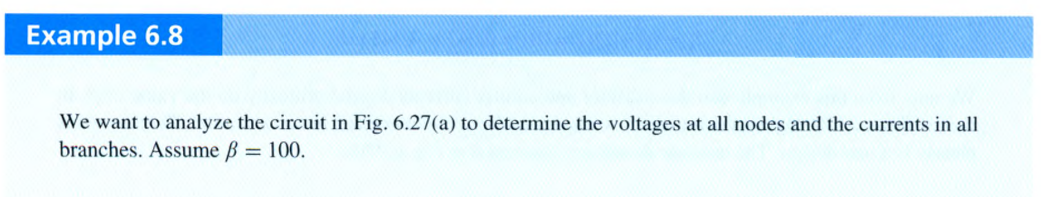 Example 6.8
We want to analyze the circuit in Fig. 6.27(a) to determine the voltages at all nodes and the currents in all
branches. Assume β = 100.